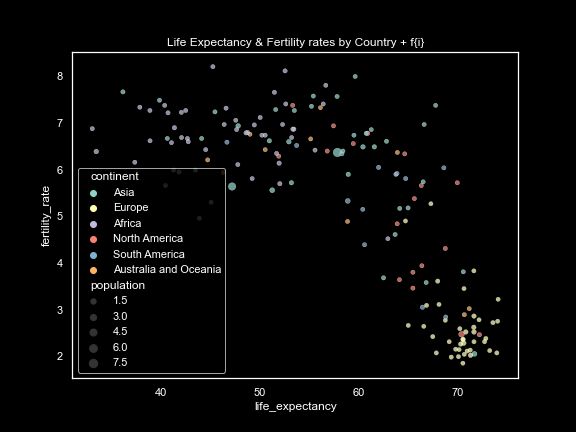 Life Expectancy & Fertility rates by Country + f{i}
8
7
6
5
4
3
2
fertility_rate
continent
Asia
Europe
Africa
North America
South America
Australia and Oceania
population
1.5
3.0
4.5
6.0
7.5
40
50
60
70
life_expectancy